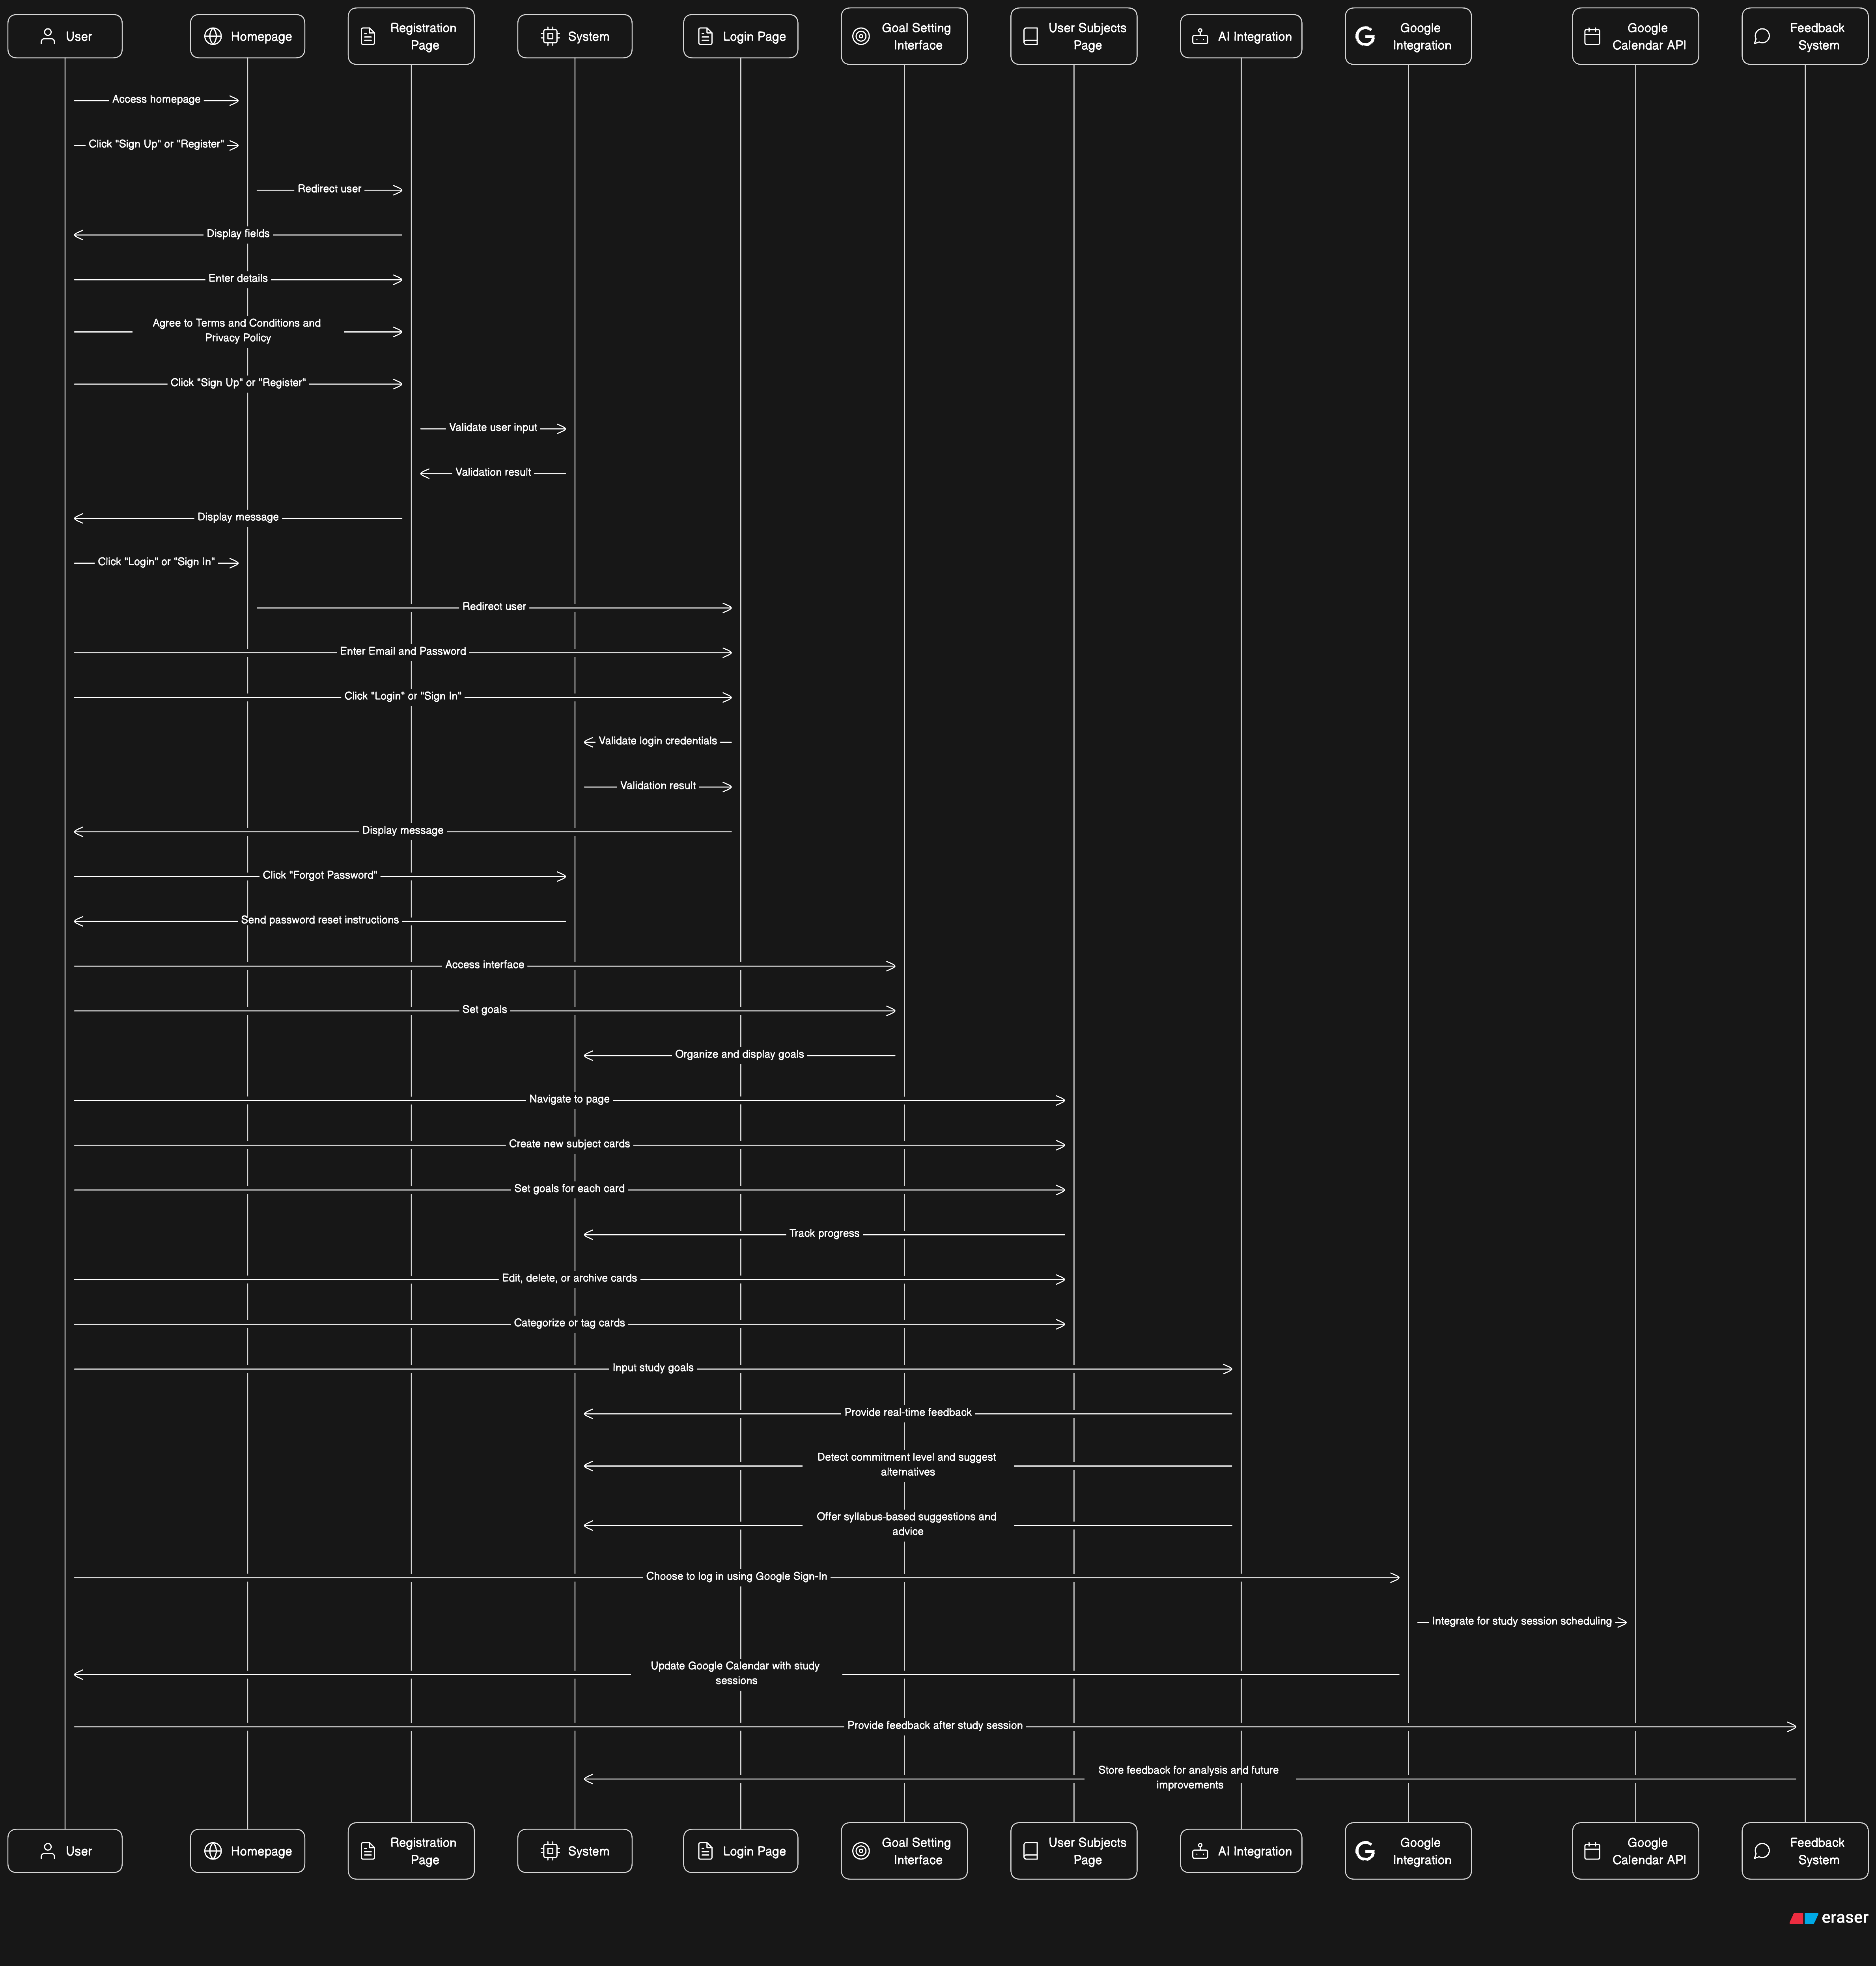 User
Homepage
Registration
Page
System
Login Page
Goal Setting
Interface
User Subjects
Page
AI Integration
Google
Integration
Google
Calendar API
Feedback
System
Access homepage
Click "Sign Up" or "Register"
Redirect user
Display fields
Enter details
Agree to Terms and Conditions and
Privacy Policy
Click "Sign Up" or "Register"
Validate user input
Validation result
Display message
Click "Login" or "Sign In"
Redirect user
Enter Email and Password
Click "Login" or "Sign In"
Validate login credentials
Validation result
Display message
Click "Forgot Password"
Send password reset instructions
Access interface
Set goals
Organize and display goals
Navigate to page
Create new subject cards
Set goals for each card
Track progress
Edit, delete, or archive cards
Categorize or tag cards
Input study goals
Provide real-time feedback
Detect commitment level and suggest
alternatives
Offer syllabus-based suggestions and
advice
Choose to log in using Google Sign-In
Integrate for study session scheduling
Update Google Calendar with study
sessions
Provide feedback after study session
Store feedback for analysis and future
improvements
User
Homepage
Registration
Page
System
Login Page
Goal Setting
Interface
User Subjects
Page
AI Integration
Google
Integration
Google
Calendar API
Feedback
System
eraser